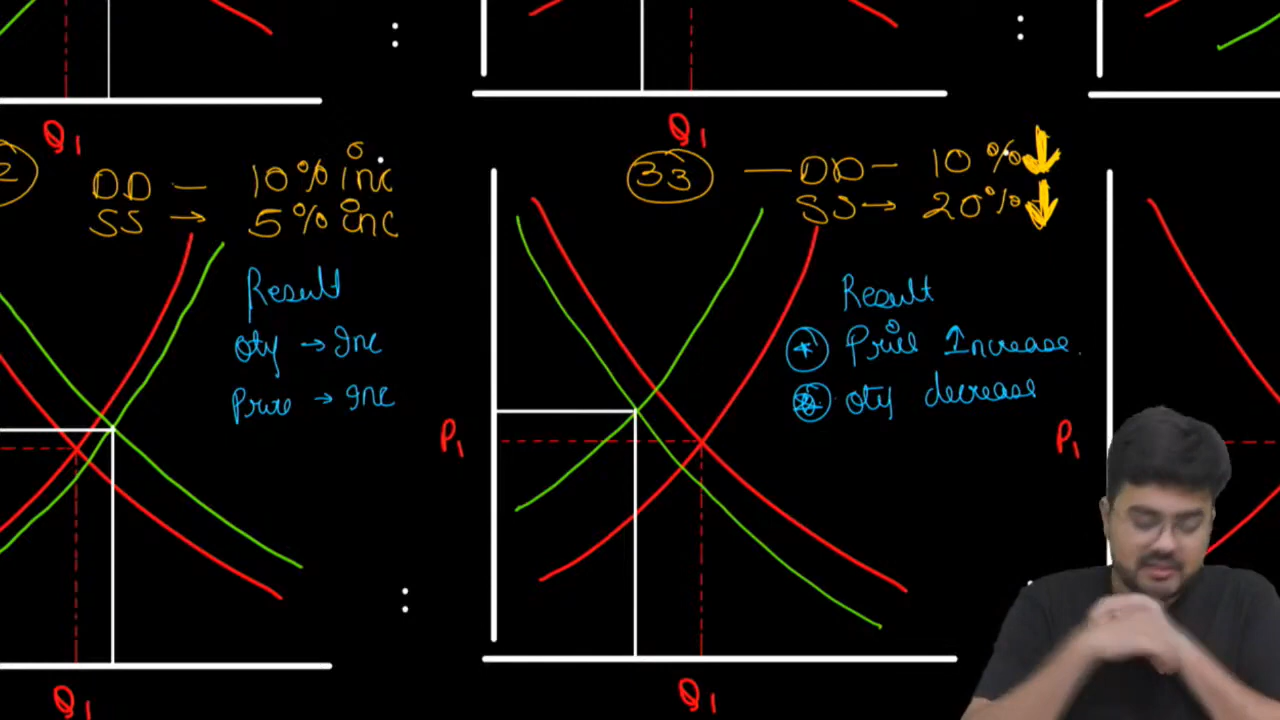 Q1
Q1
2
DD — 10% inc
SS → 5% inc
Result
Qty → Inc
Price → Inc
P1
Q1
33 — DD — 10% ↓
SS → 20% ↓
Result
Price ↑ Increase.
Qty decrease
P1
Q1